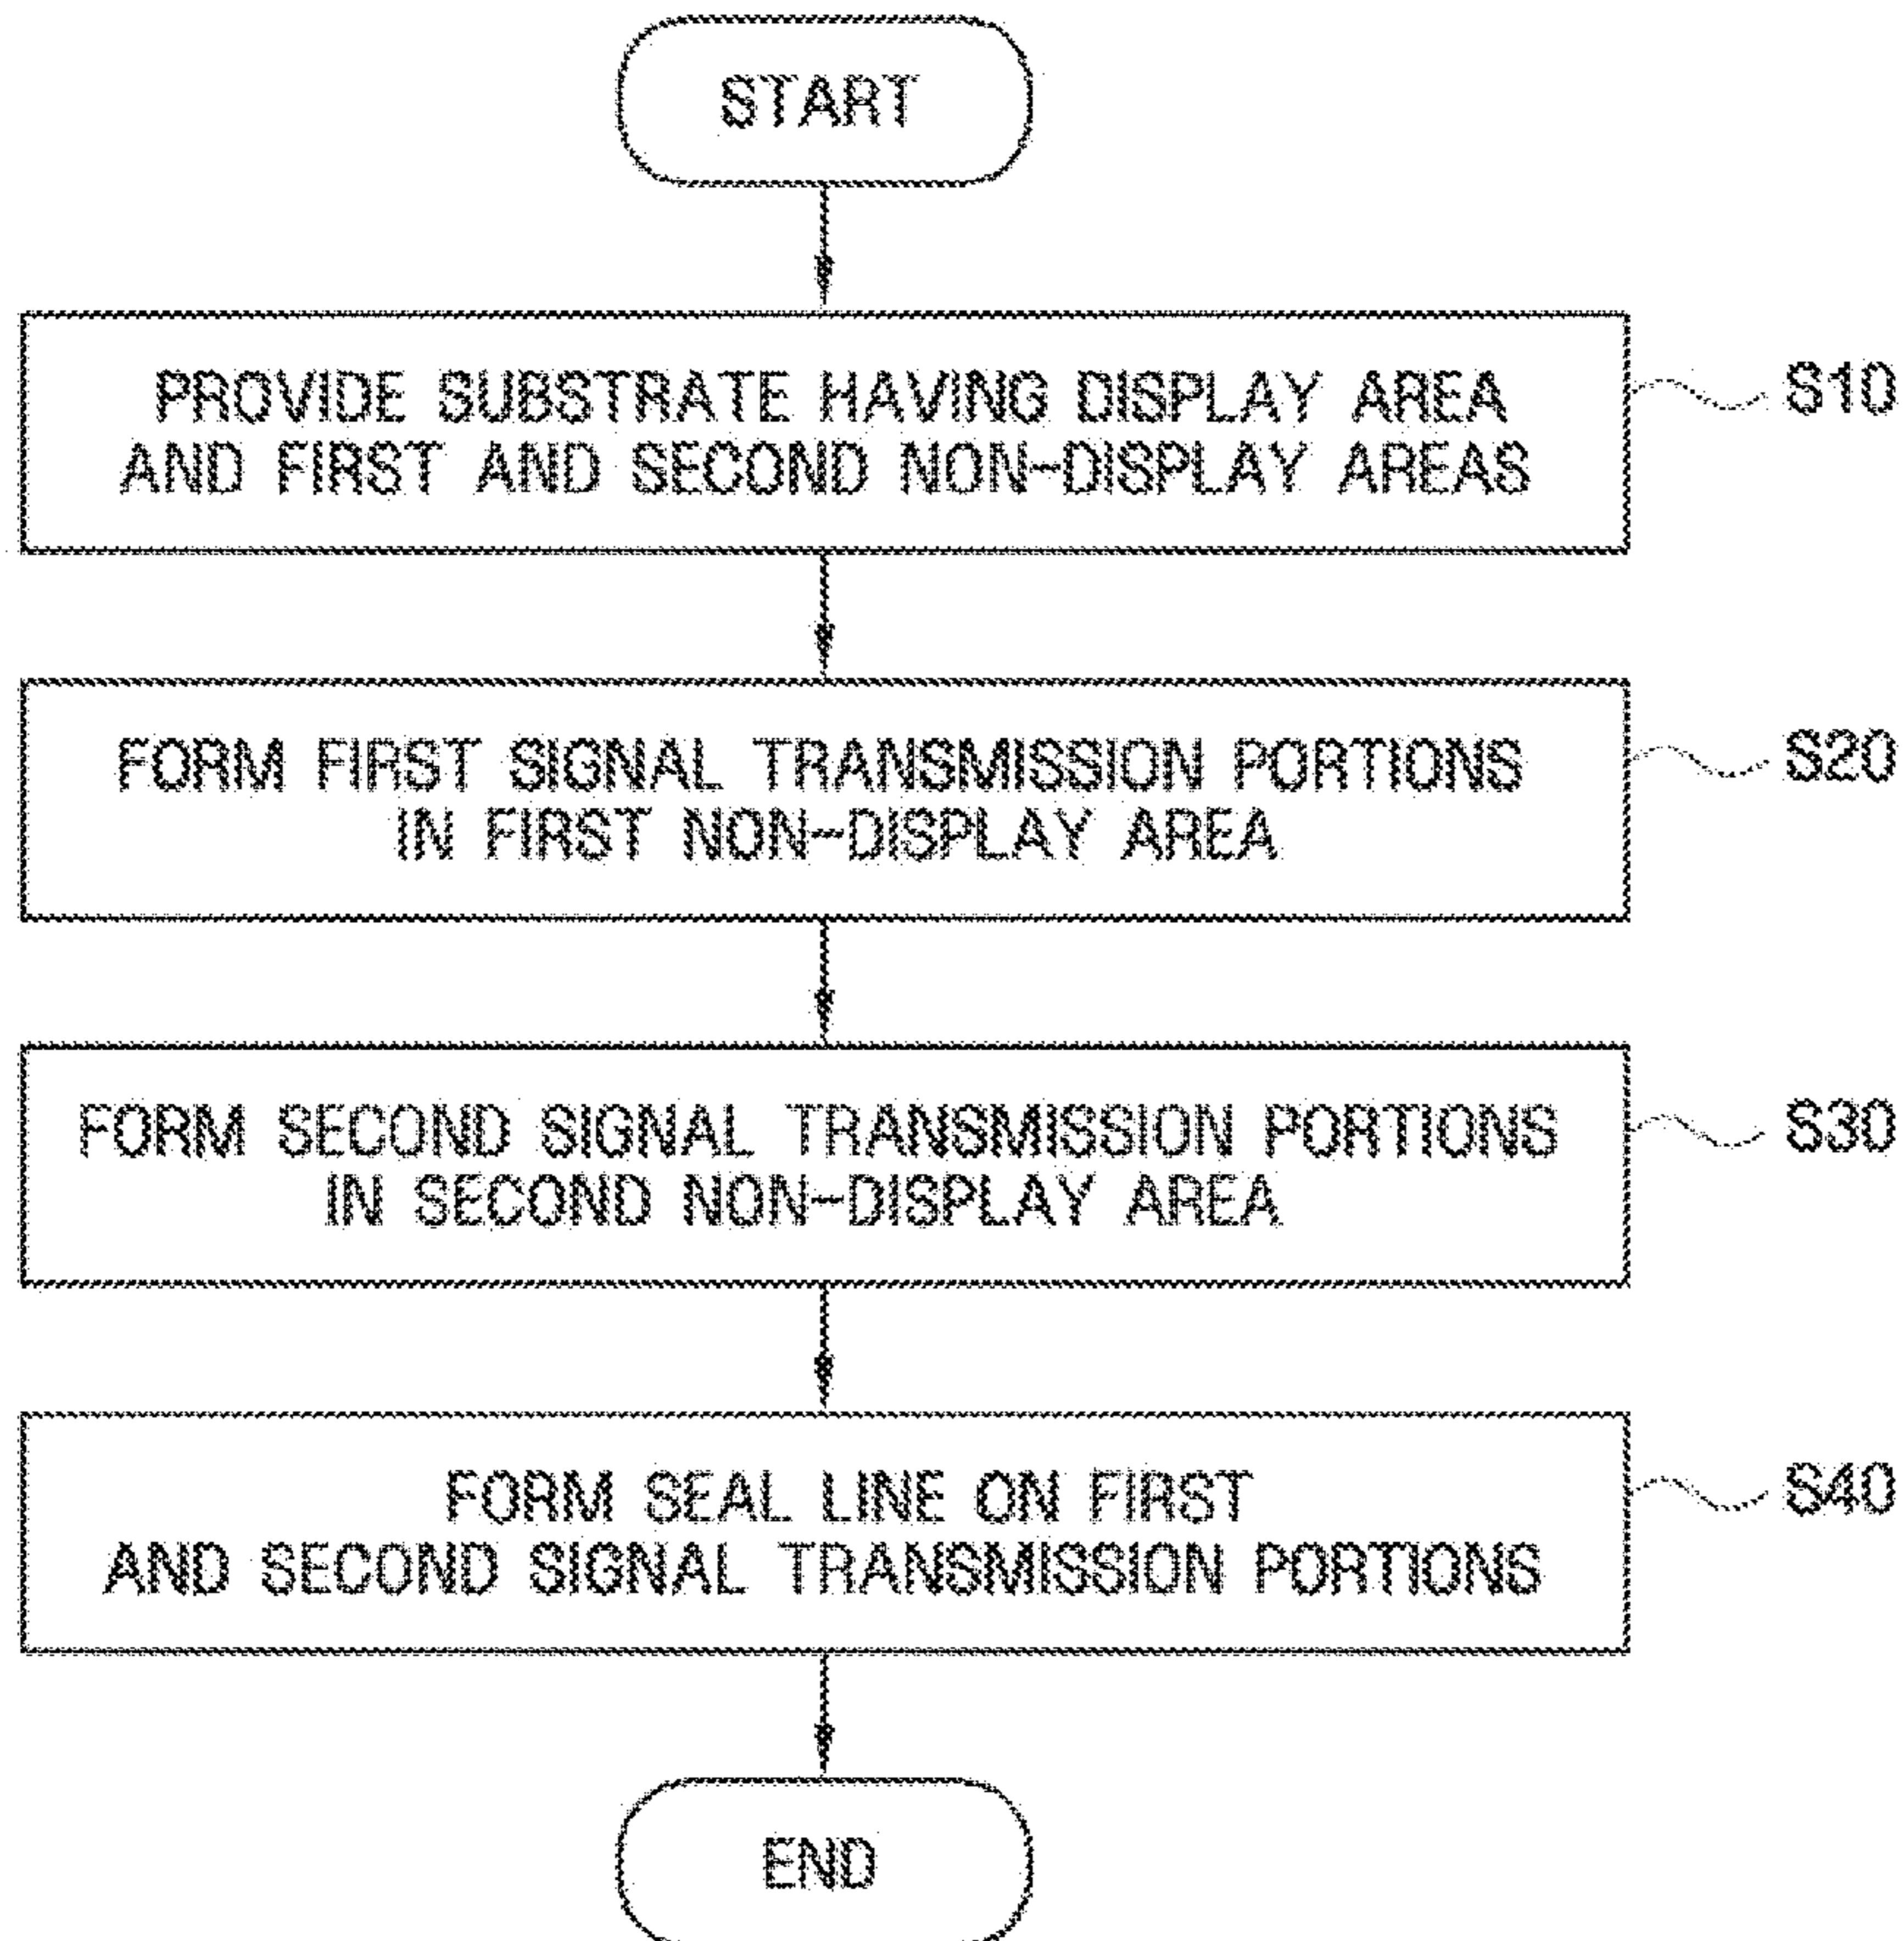 START
PROVIDE SUBSTRATE HAVING DISPLAY AREA
AND FIRST AND SECOND NON-DISPLAY AREAS
S10
FORM FIRST SIGNAL TRANSMISSION PORTIONS
IN FIRST NON-DISPLAY AREA
S20
FORM SECOND SIGNAL TRANSMISSION PORTIONS
IN SECOND NON-DISPLAY AREA
S30
FORM SEAL LINE ON FIRST
AND SECOND SIGNAL TRANSMISSION PORTIONS
S40
END